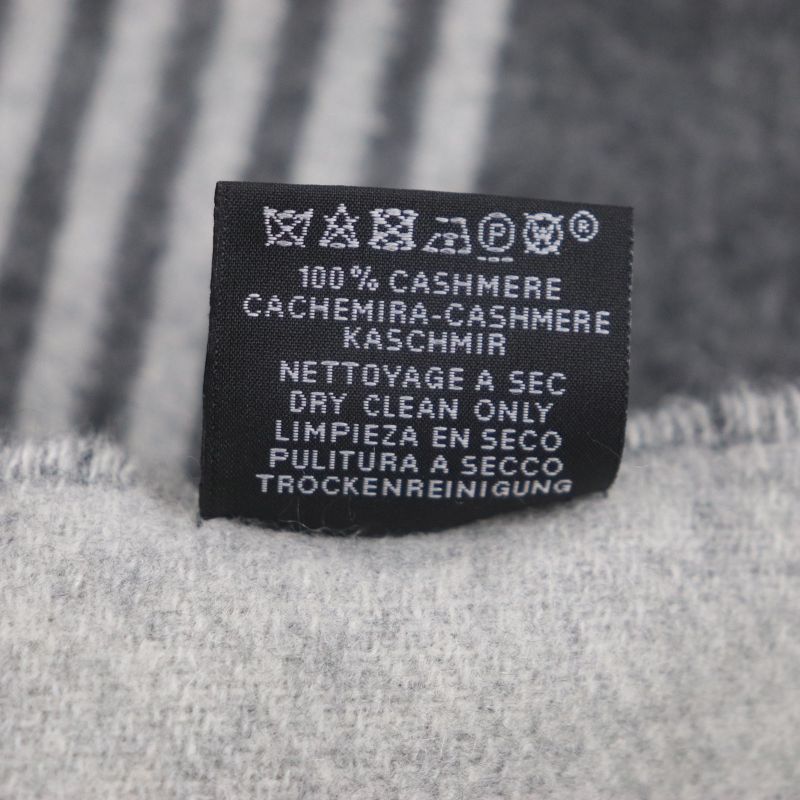 ®
100% CASHMERE
CACHEMIRA-CASHMERE
KASCHMIR
NETTOYAGE A SEC
DRY CLEAN ONLY
LIMPIEZA EN SECO
PULITURA A SECCO
TROCKENREINIGUNG